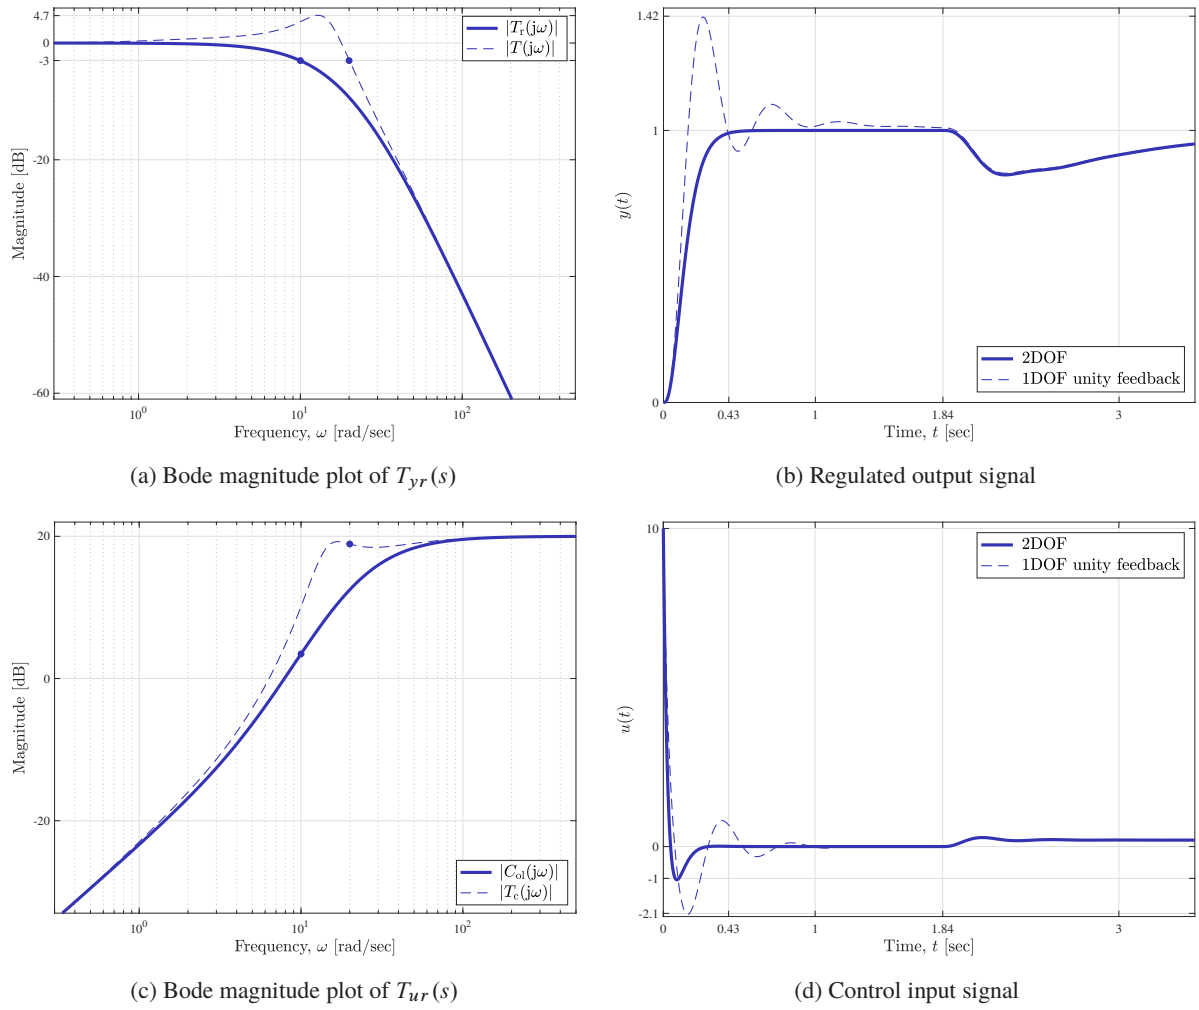 4.7
0
-3
-20
-40
-60
Magnitude [dB]
|T_r(jω)|
|T(jω)|
10^0
10^1
10^2
Frequency, ω [rad/sec]
(a) Bode magnitude plot of T_yr(s)
1.42
1
0
y(t)
2DOF
1DOF unity feedback
0
0.43
1
1.84
3
Time, t [sec]
(b) Regulated output signal
20
0
-20
Magnitude [dB]
|C_ol(jω)|
|T_c(jω)|
10^0
10^1
10^2
Frequency, ω [rad/sec]
(c) Bode magnitude plot of T_ur(s)
10
0
-1
-2.1
u(t)
2DOF
1DOF unity feedback
0
0.43
1
1.84
3
Time, t [sec]
(d) Control input signal